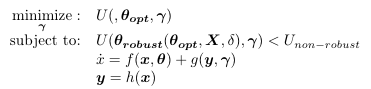 minimize : U(,θ_opt, γ)
γ
subject to: U(θ_robust(θ_opt, X, δ), γ) < U_non−robust
ẋ = f(x, θ) + g(y, γ)
y = h(x)